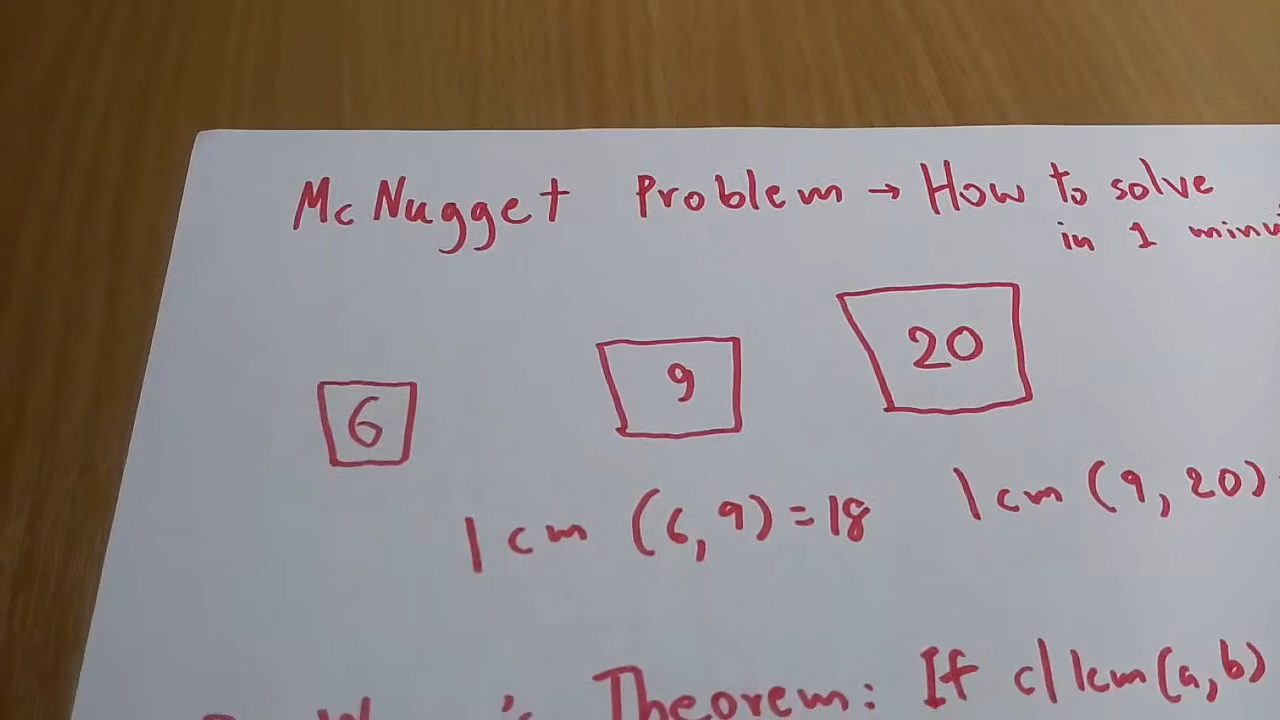 McNugget Problem → How to solve
in 1
6
9
20
lcm (6,9)=18
lcm (9,20)
Theorem: If c|lcm(a,b)